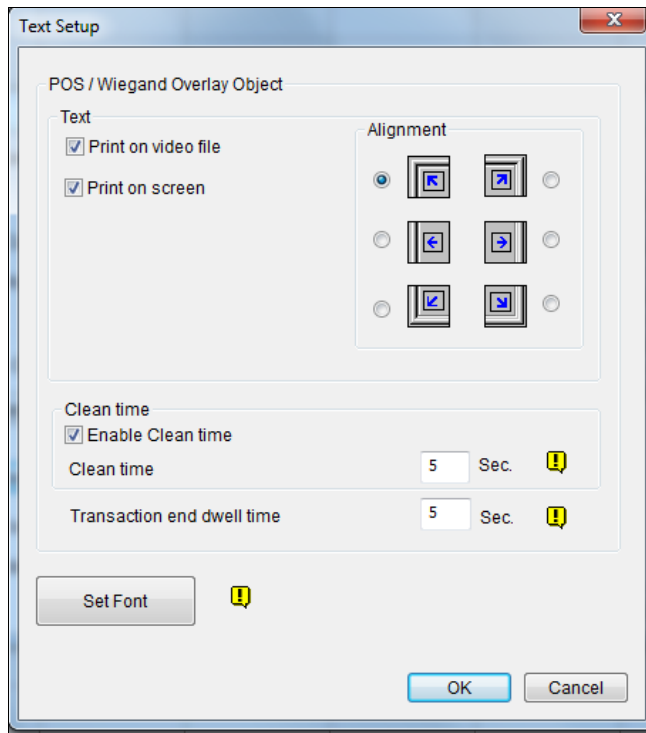 Text Setup
POS / Wiegand Overlay Object
Text
Print on video file
Print on screen
Alignment
Clean time
Enable Clean time
Clean time 5 Sec.
Transaction end dwell time 5 Sec.
Set Font
OK Cancel